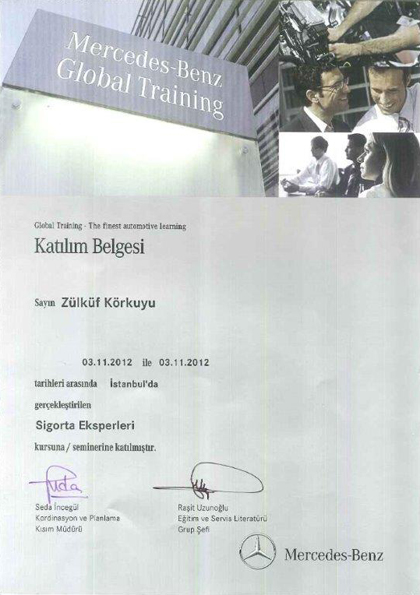 Mercedes-Benz
Global Training
Global Training - The finest automotive learning
Katılım Belgesi
Sayın Zülküf Körkuyu
03.11.2012 ile 03.11.2012
tarihleri arasında İstanbul'da
gerçekleştirilen
Sigorta Eksperleri
kursuna / seminerine katılmıştır.
Seda İncegül
Kordinasyon ve Planlama
Kısım Müdürü
Raşit Uzunoğlu
Eğitim ve Servis Literatürü
Grup Şefi
Mercedes-Benz